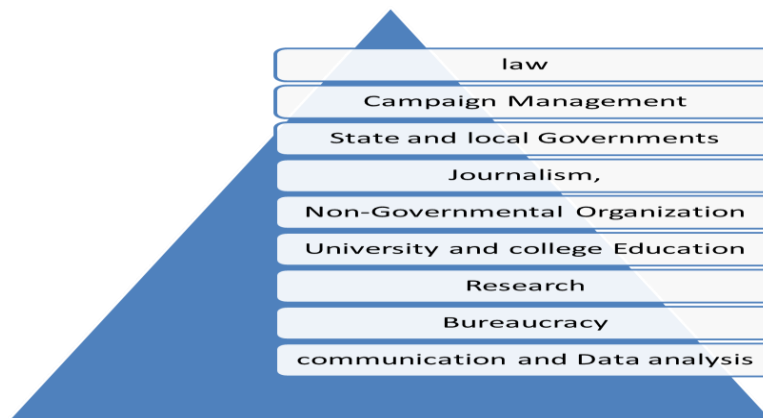 law
Campaign Management
State and local Governments
Journalism,
Non-Governmental Organization
University and college Education
Research
Bureaucracy
communication and Data analysis